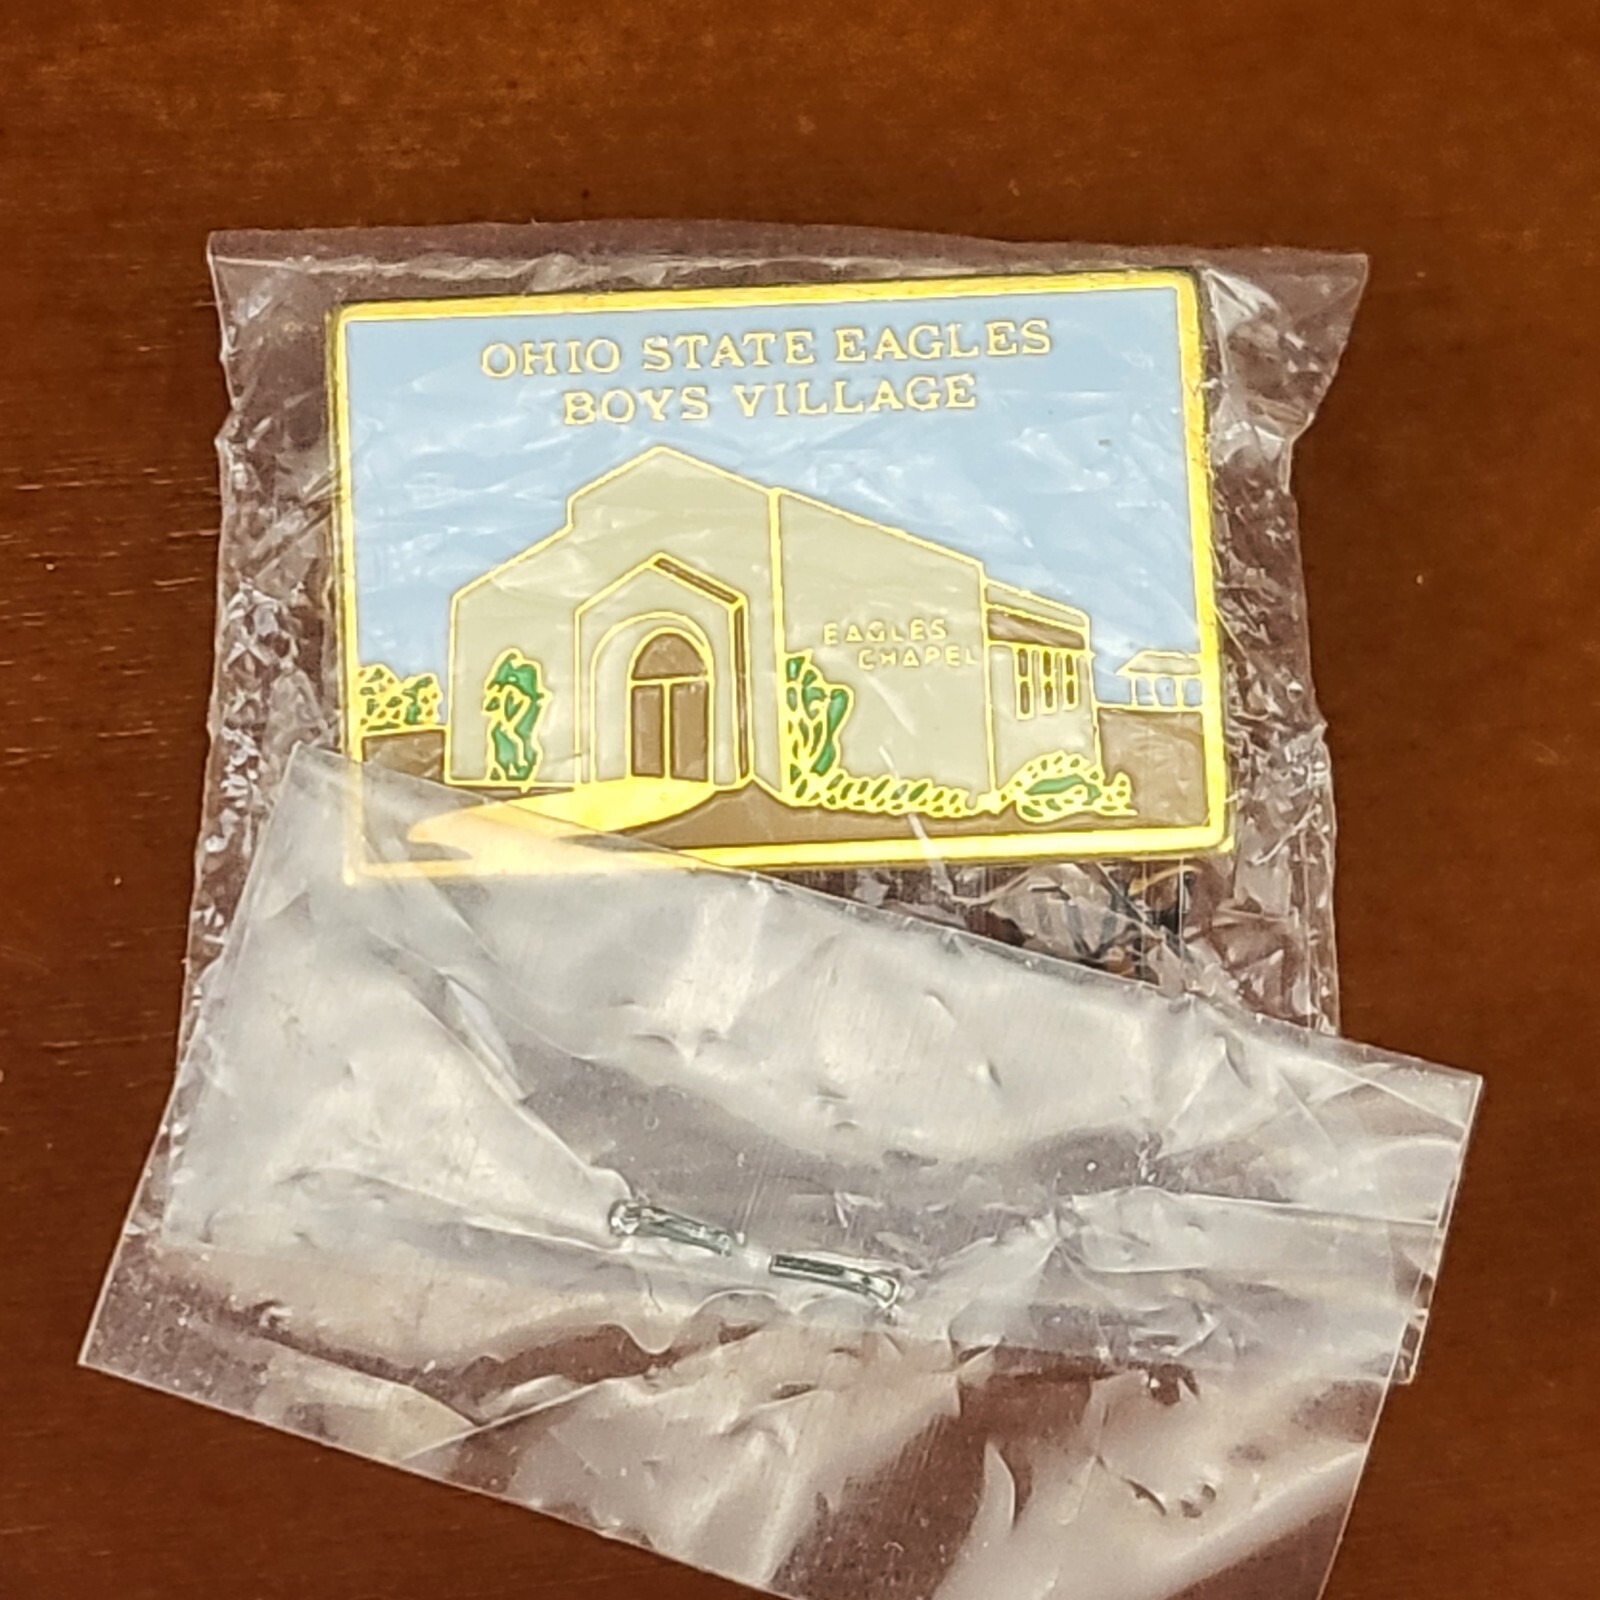 OHIO STATE EAGLES
BOYS VILLAGE
EAGLES
CHAPEL